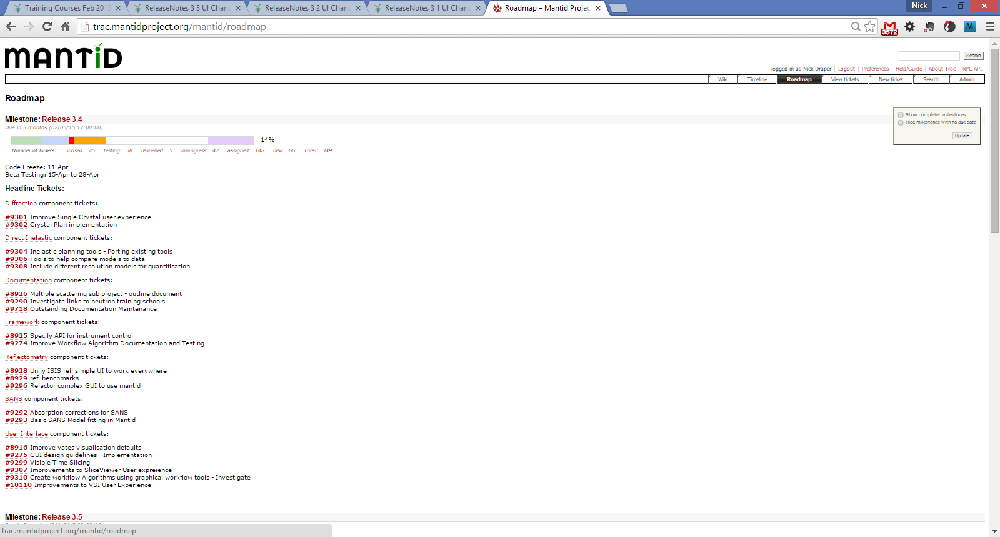 Training Courses Feb 2015
ReleaseNotes 3 3 UI Chang
ReleaseNotes 3 2 UI Chang
ReleaseNotes 3 1 UI Chang
Roadmap – Mantid Projec
Nick
trac.mantidproject.org/mantid/roadmap
3572
M
MANTiD
Search
logged in as Nick Draper
Logout
Preferences
Help/Guide
About Trac
RPC API
Wiki
Timeline
Roadmap
View tickets
New ticket
Search
Admin
Roadmap
Show completed milestones
Hide milestones with no due date
Update
Milestone: Release 3.4
Due in 3 months (02/05/15 17:00:00)
14%
Number of tickets: closed: 45 testing: 38 reopened: 5 inprogress: 47 assigned: 148 new: 66 Total: 349
Code Freeze: 11-Apr
Beta Testing: 15-Apr to 28-Apr
Headline Tickets:
Diffraction component tickets:
#9301 Improve Single Crystal user experience
#9302 Crystal Plan implementation
Direct Inelastic component tickets:
#9304 Inelastic planning tools - Porting existing tools
#9306 Tools to help compare models to data
#9308 Include different resolution models for quantification
Documentation component tickets:
#8926 Multiple scattering sub project - outline document
#9290 Investigate links to neutron training schools
#9718 Outstanding Documentation Maintenance
Framework component tickets:
#8925 Specify API for instrument control
#9274 Improve Workflow Algorithm Documentation and Testing
Reflectometry component tickets:
#8928 Unify ISIS refl simple UI to work everywhere
#8929 refl benchmarks
#9296 Refactor complex GUI to use mantid
SANS component tickets:
#9292 Absorption corrections for SANS
#9293 Basic SANS Model fitting in Mantid
User Interface component tickets:
#8916 Improve vates visualisation defaults
#9275 GUI design guidelines - Implementation
#9299 Visible Time Slicing
#9307 Improvements to SliceViewer User expreience
#9310 Create workflow Algorithms using graphical workflow tools - Investigate
#10110 Improvements to VSI User Experience
Milestone: Release 3.5
trac.mantidproject.org/mantid/roadmap